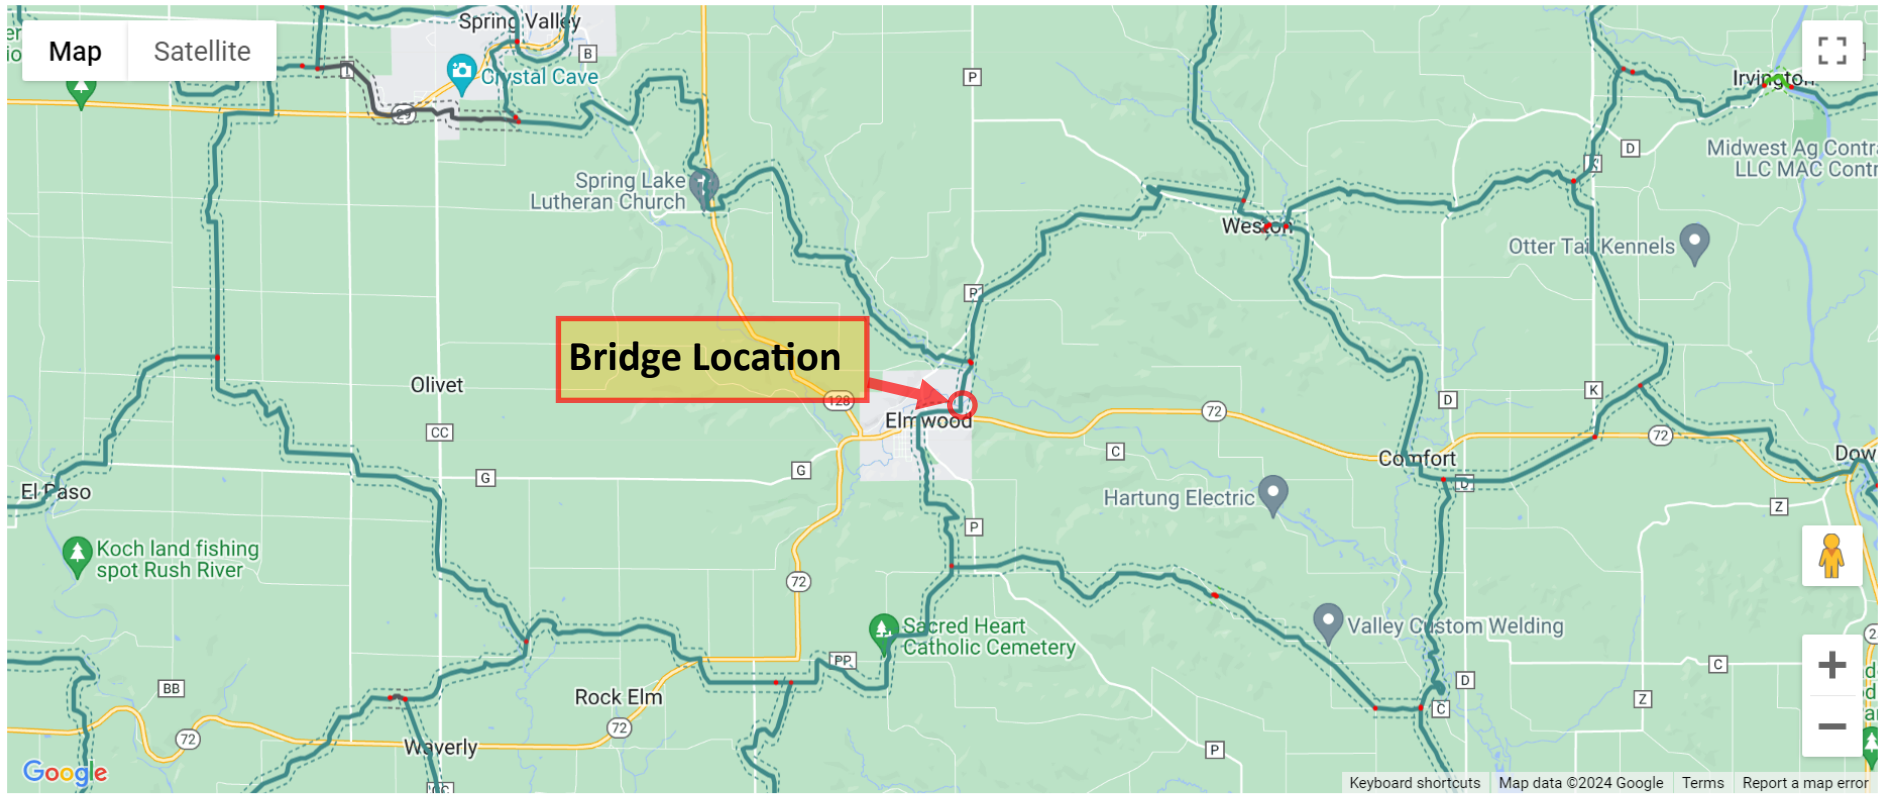 Map
Satellite
Spring Valley
B
Crystal Cave
29
P
Irvington
D
Midwest Ag Contra
LLC MAC Contr
Spring Lake
Lutheran Church
Weston
Otter Tail Kennels
P
Bridge Location
Olivet
128
Elmwood
72
D
K
72
CC
C
Comfort
Dow
G
G
D
El Paso
Hartung Electric
Z
P
Koch land fishing
spot Rush River
72
Sacred Heart
Catholic Cemetery
Valley Custom Welding
PP
C
BB
Rock Elm
D
Z
C
72
72
Waverly
P
CC
Google
Keyboard shortcuts
Map data ©2024 Google
Terms
Report a map error